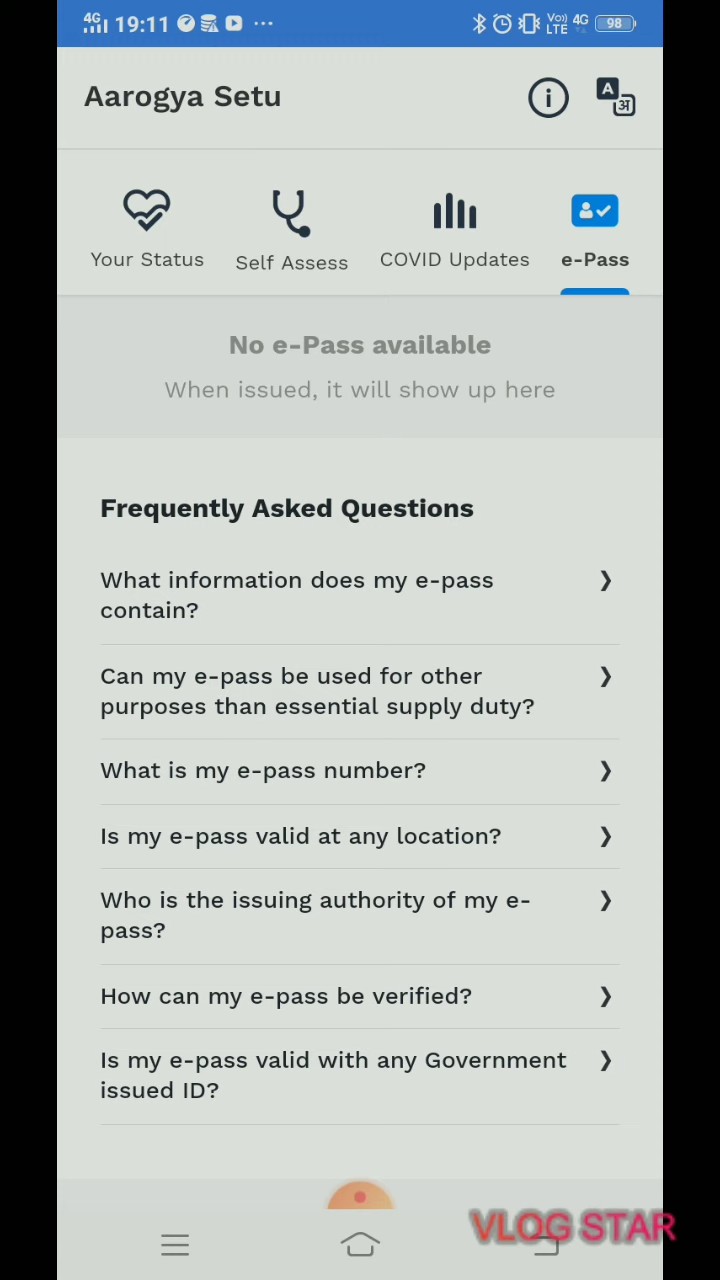 4G 19:11 ... Vo) LTE 4G 98
Aarogya Setu
A अ
Your Status Self Assess COVID Updates e-Pass
No e-Pass available
When issued, it will show up here
Frequently Asked Questions
What information does my e-pass
contain?
Can my e-pass be used for other
purposes than essential supply duty?
What is my e-pass number?
Is my e-pass valid at any location?
Who is the issuing authority of my e-
pass?
How can my e-pass be verified?
Is my e-pass valid with any Government
issued ID?
VLOG STAR